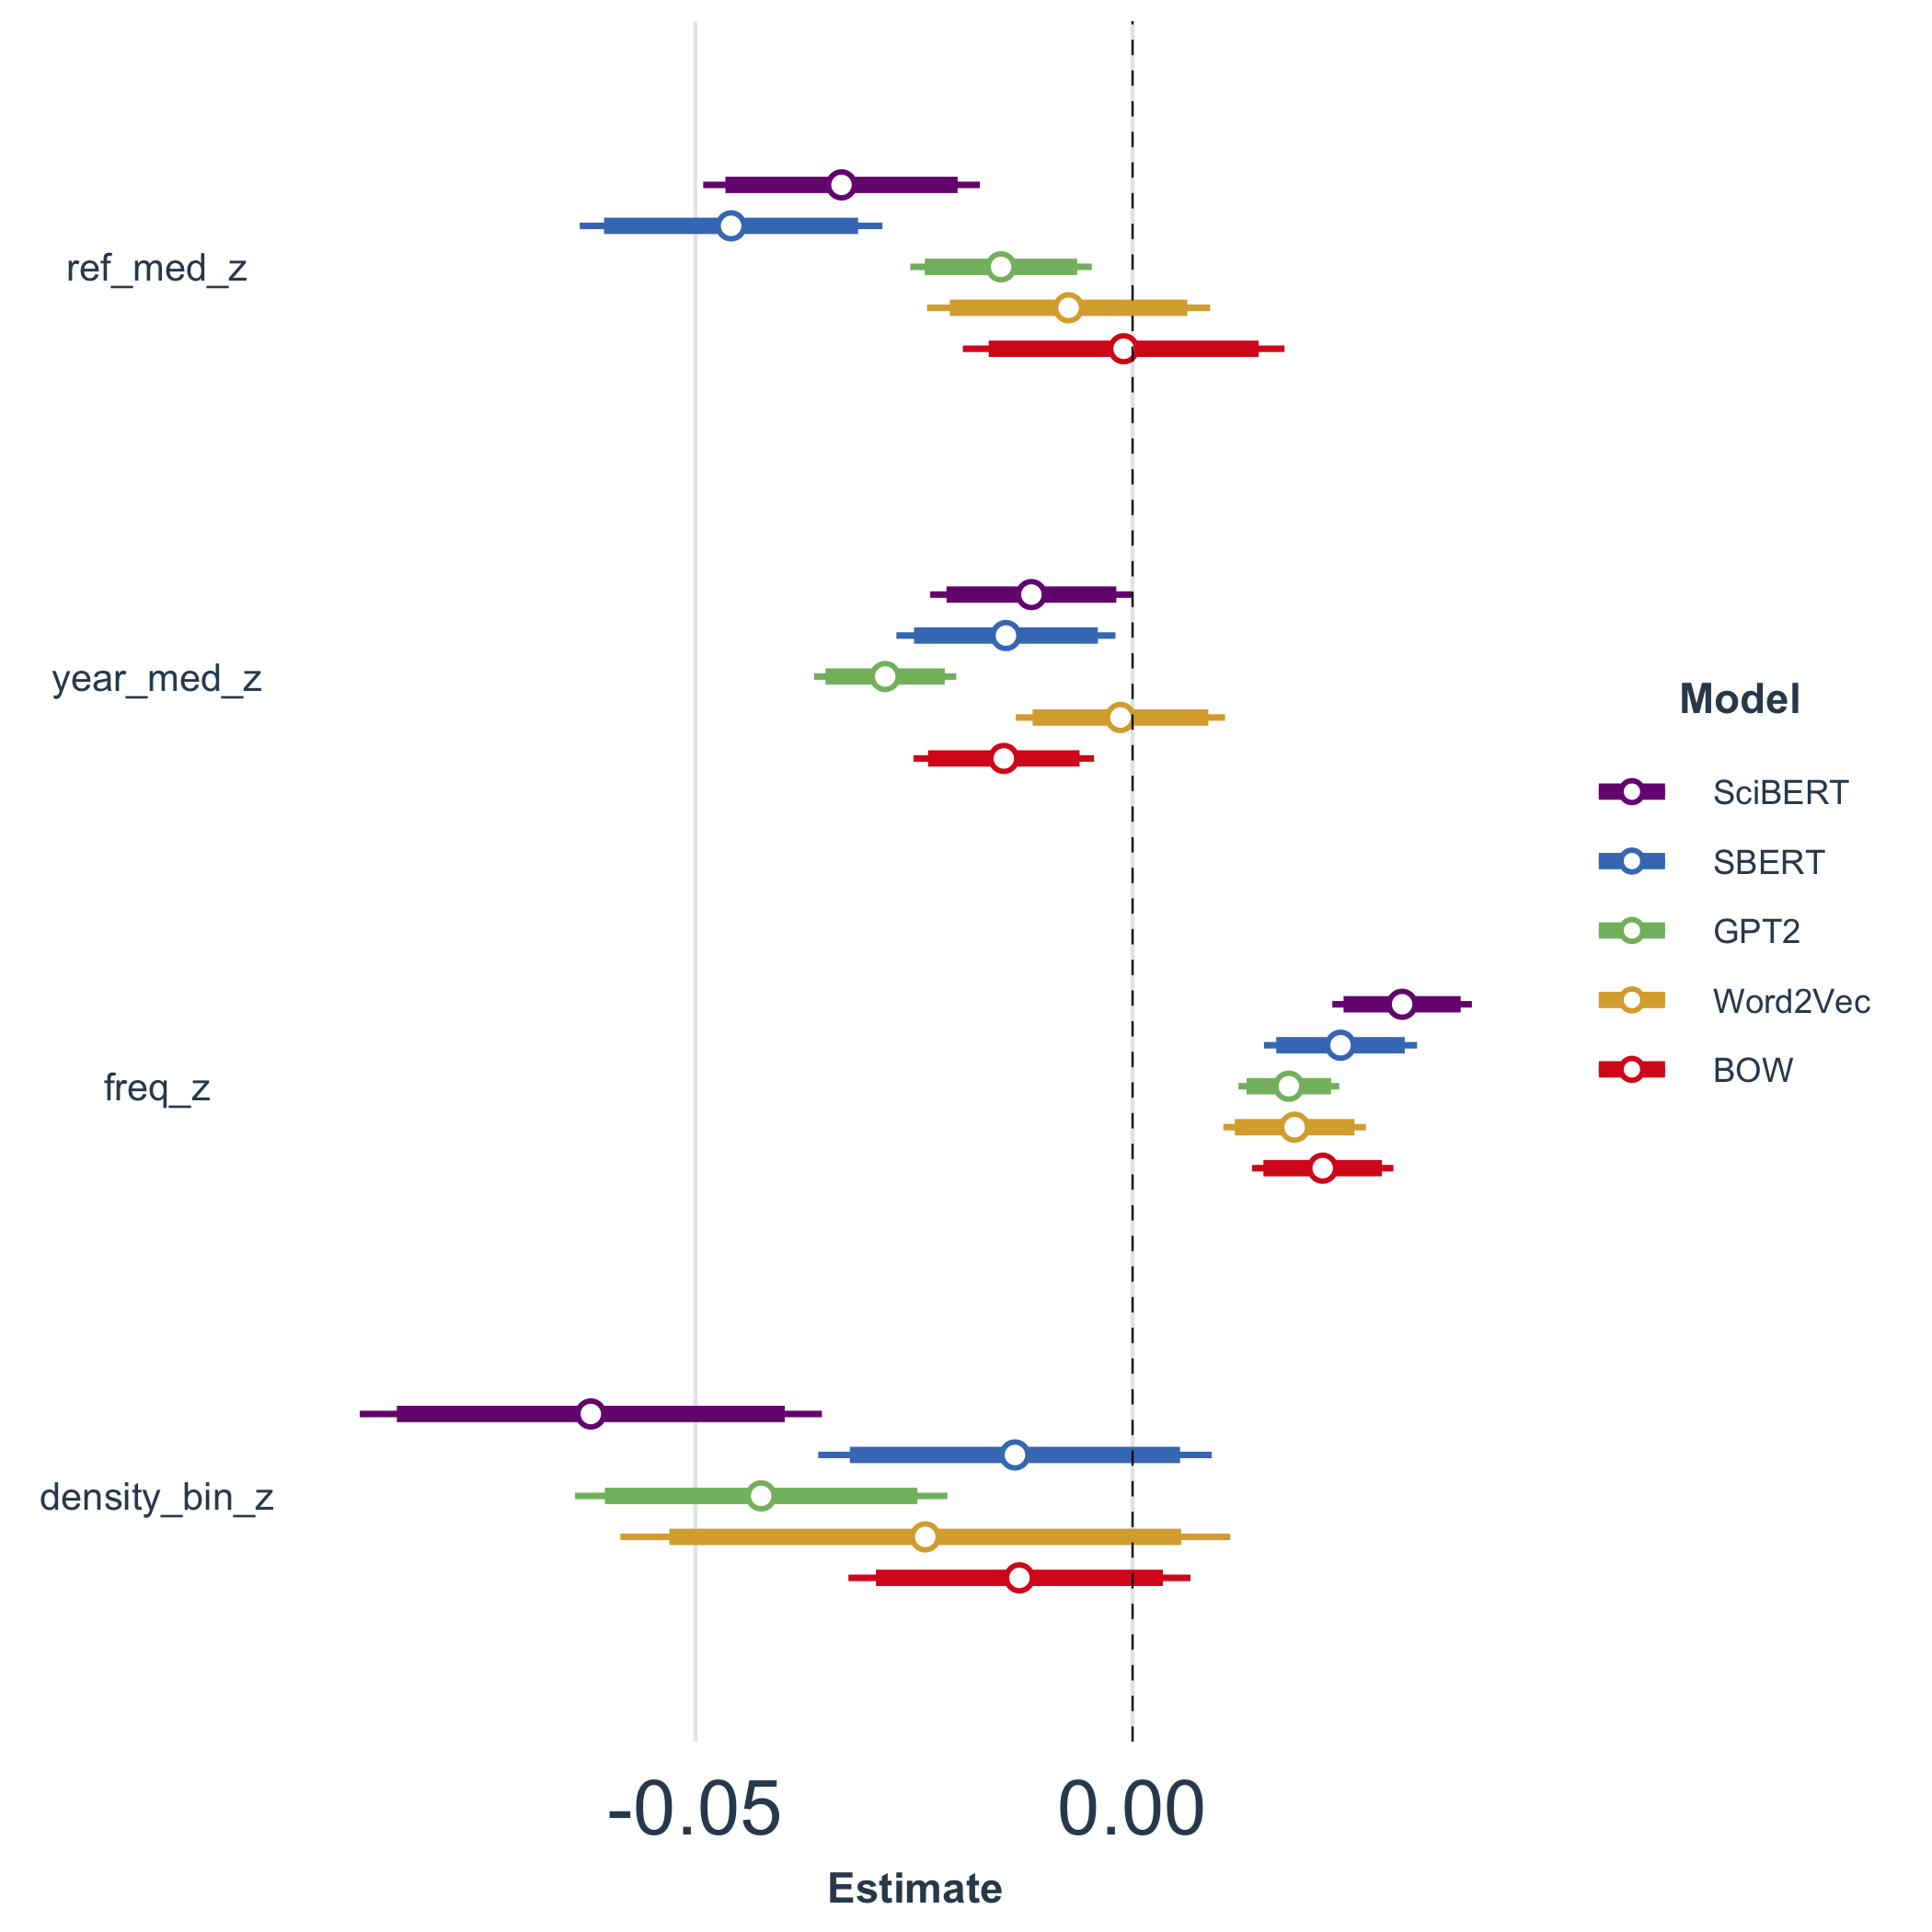 ref_med_z
year_med_z
freq_z
density_bin_z
-0.05 0.00
Estimate
Model
SciBERT
SBERT
GPT2
Word2Vec
BOW